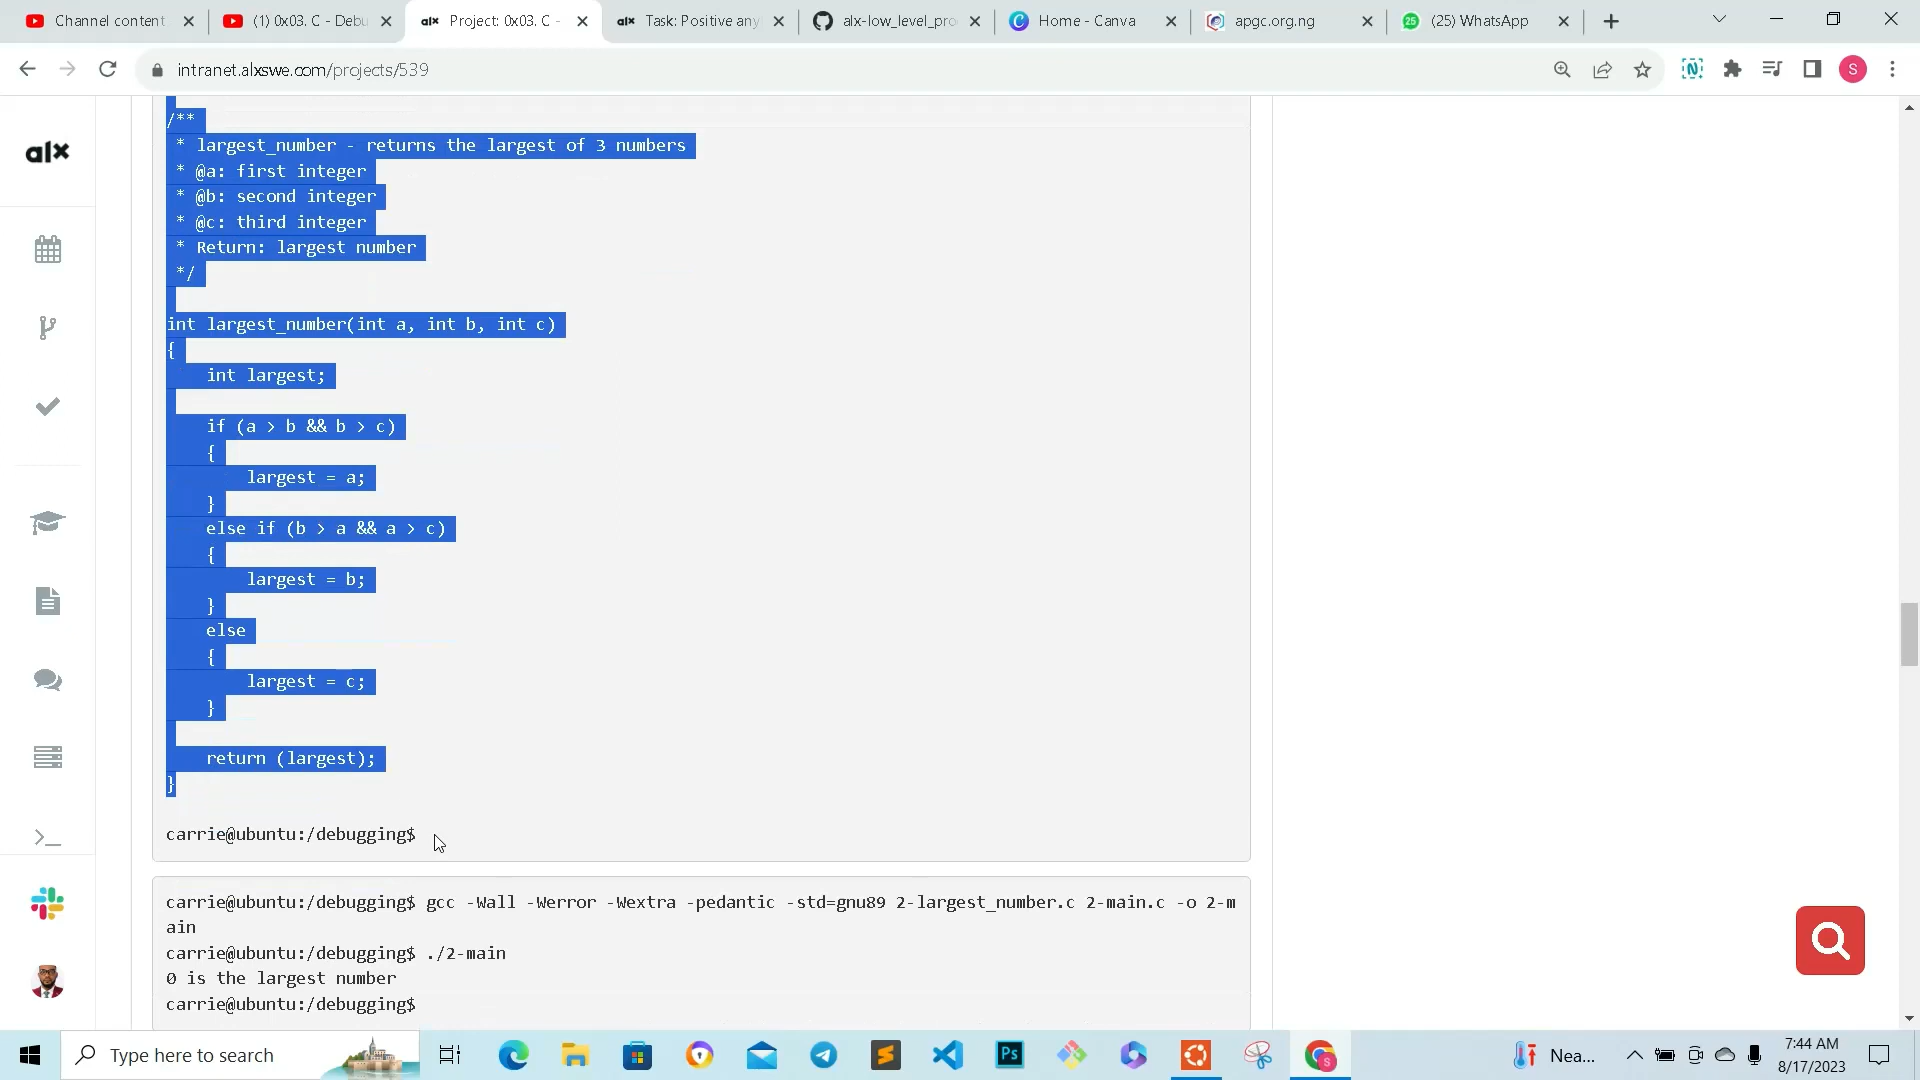 Channel content
(1) 0x03. C - Debu
alx Project: 0x03. C -
alx Task: Positive any
alx-low_level_pro
Home - Canva
apgc.org.ng
25 (25) WhatsApp
intranet.alxswe.com/projects/539
N
S
alx
/**
 * largest_number - returns the largest of 3 numbers
 * @a: first integer
 * @b: second integer
 * @c: third integer
 * Return: largest number
 */
int largest_number(int a, int b, int c)
{
    int largest;
    if (a > b && b > c)
    {
        largest = a;
    }
    else if (b > a && a > c)
    {
        largest = b;
    }
    else
    {
        largest = c;
    }
    return (largest);
}
carrie@ubuntu:/debugging$
carrie@ubuntu:/debugging$ gcc -Wall -Werror -Wextra -pedantic -std=gnu89 2-largest_number.c 2-main.c -o 2-m
ain
carrie@ubuntu:/debugging$ ./2-main
0 is the largest number
carrie@ubuntu:/debugging$
Type here to search
Ps
S
Nea...
7:44 AM
8/17/2023